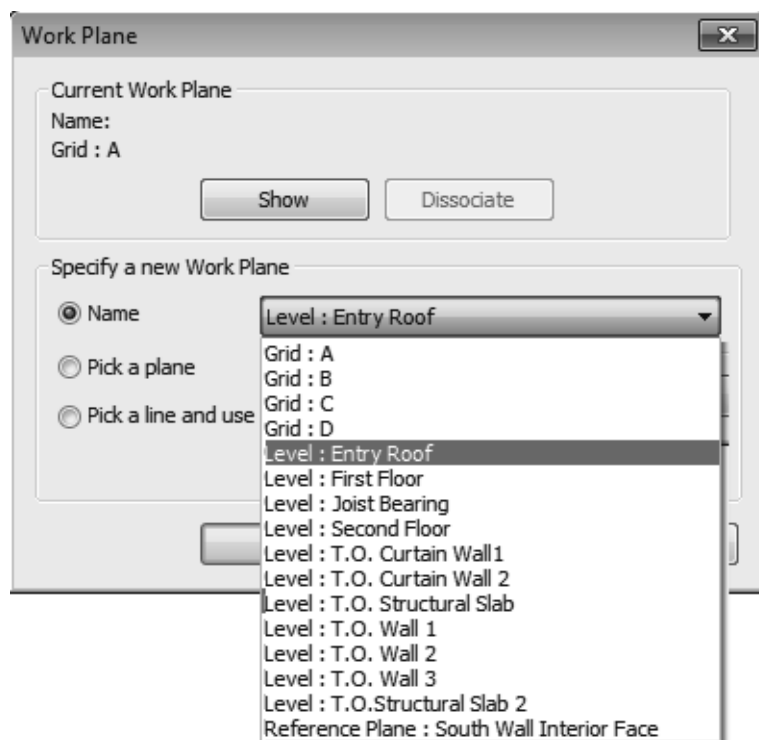 Work Plane
Current Work Plane
Name:
Grid : A
Show Dissociate
Specify a new Work Plane
Name Level : Entry Roof
Pick a plane
Pick a line and use
Grid : A
Grid : B
Grid : C
Grid : D
Level : Entry Roof
Level : First Floor
Level : Joist Bearing
Level : Second Floor
Level : T.O. Curtain Wall1
Level : T.O. Curtain Wall 2
Level : T.O. Structural Slab
Level : T.O. Wall 1
Level : T.O. Wall 2
Level : T.O. Wall 3
Level : T.O.Structural Slab 2
Reference Plane : South Wall Interior Face